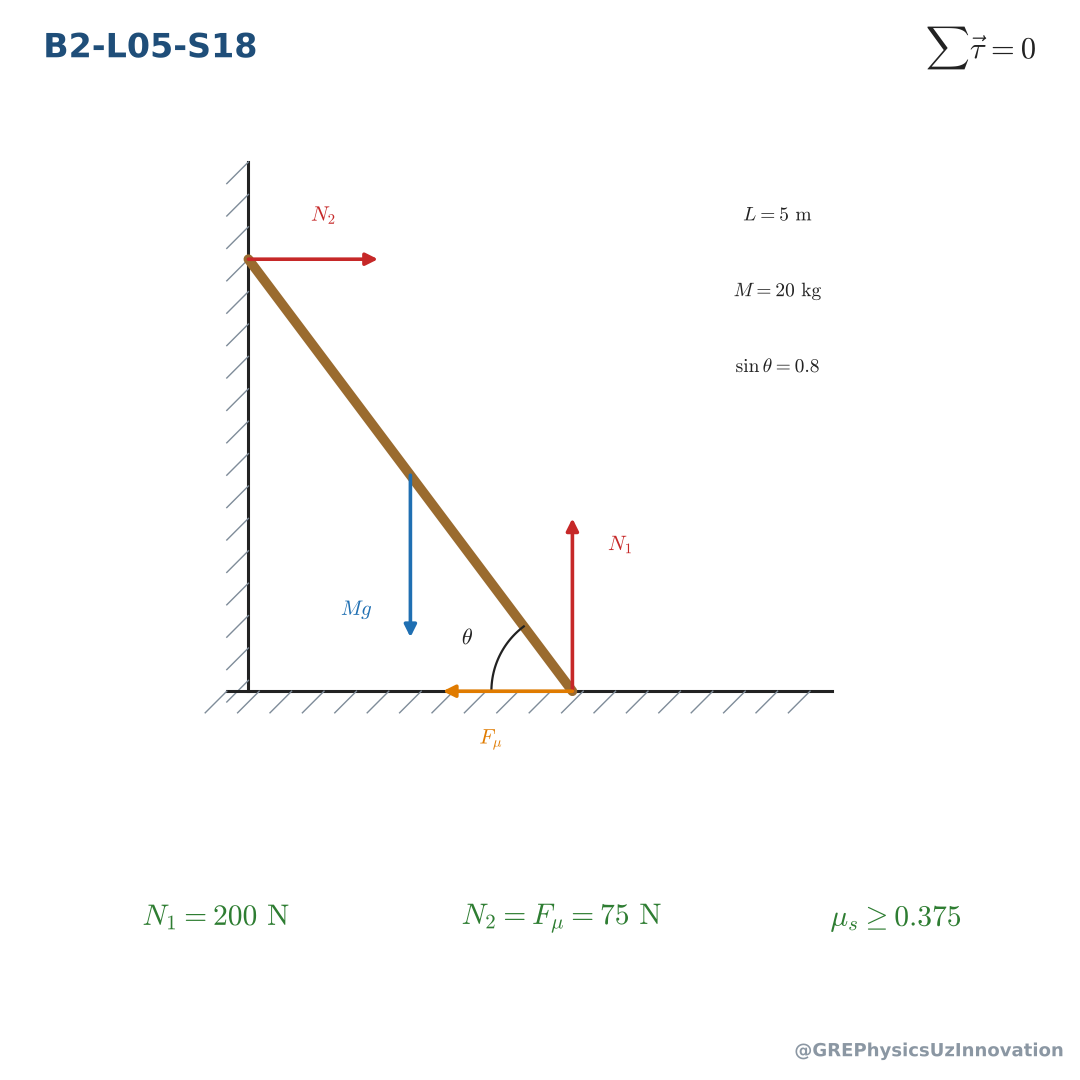 B2-L05-S18
∑τ⃗ = 0
N₂
L = 5 m
M = 20 kg
sin θ = 0.8
N₁
Mg
θ
F_μ
N₁ = 200 N
N₂ = F_μ = 75 N
μₛ ≥ 0.375
@GREPhysicsUzInnovation